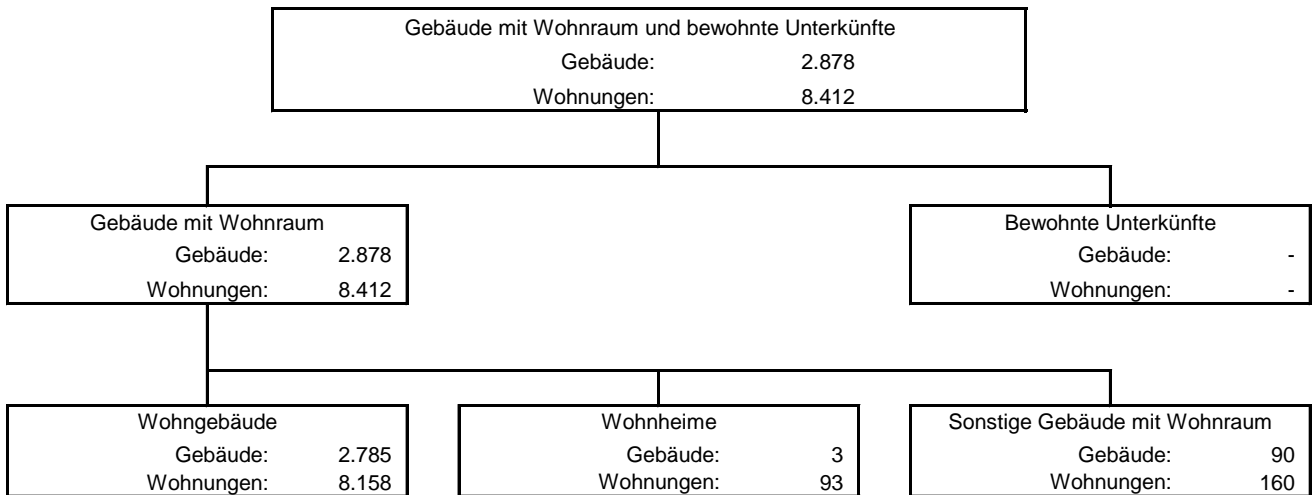 Gebäude mit Wohnraum und bewohnte Unterkünfte
Gebäude: 2.878
Wohnungen: 8.412
Gebäude mit Wohnraum
Gebäude: 2.878
Wohnungen: 8.412
Bewohnte Unterkünfte
Gebäude: -
Wohnungen: -
Wohngebäude
Gebäude: 2.785
Wohnungen: 8.158
Wohnheime
Gebäude: 3
Wohnungen: 93
Sonstige Gebäude mit Wohnraum
Gebäude: 90
Wohnungen: 160